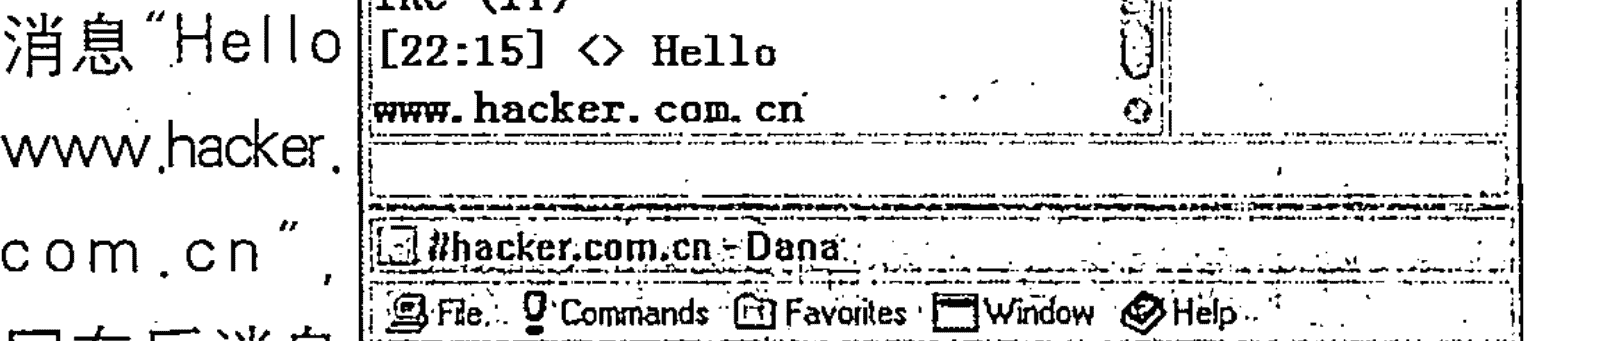 消息“Hello
www.hacker.
com.cn”,
[22:15] <> Hello
www.hacker.com.cn
#hacker.com.cn - Dana
File Commands Favorites Window Help